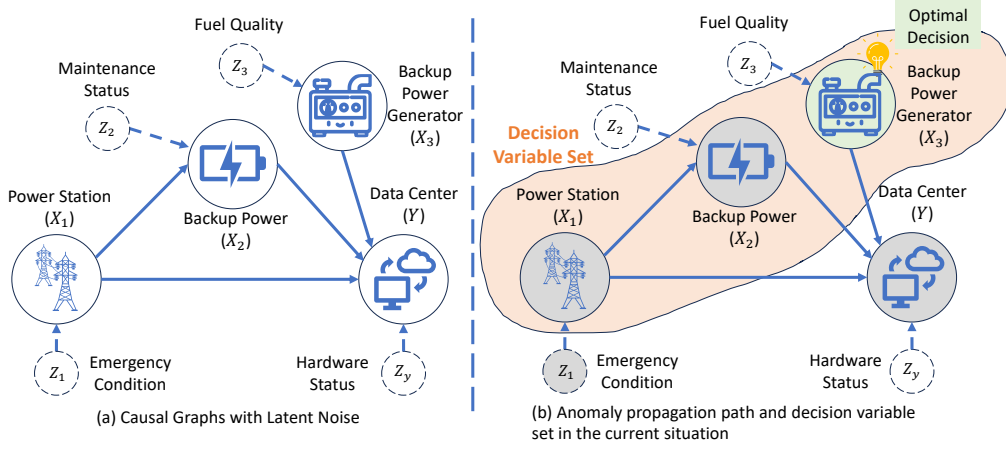 Fuel Quality
Z₃
Maintenance
Status
Z₂
Backup
Power
Generator
(X₃)
Power Station
(X₁)
Backup Power
(X₂)
Data Center
(Y)
Z₁
Emergency
Condition
Hardware
Status
Zᵧ
(a) Causal Graphs with Latent Noise
Optimal
Decision
Fuel Quality
Z₃
Maintenance
Status
Z₂
Backup
Power
Generator
(X₃)
Decision
Variable Set
Power Station
(X₁)
Backup Power
(X₂)
Data Center
(Y)
Z₁
Emergency
Condition
Hardware
Status
Zᵧ
(b) Anomaly propagation path and decision variable
set in the current situation